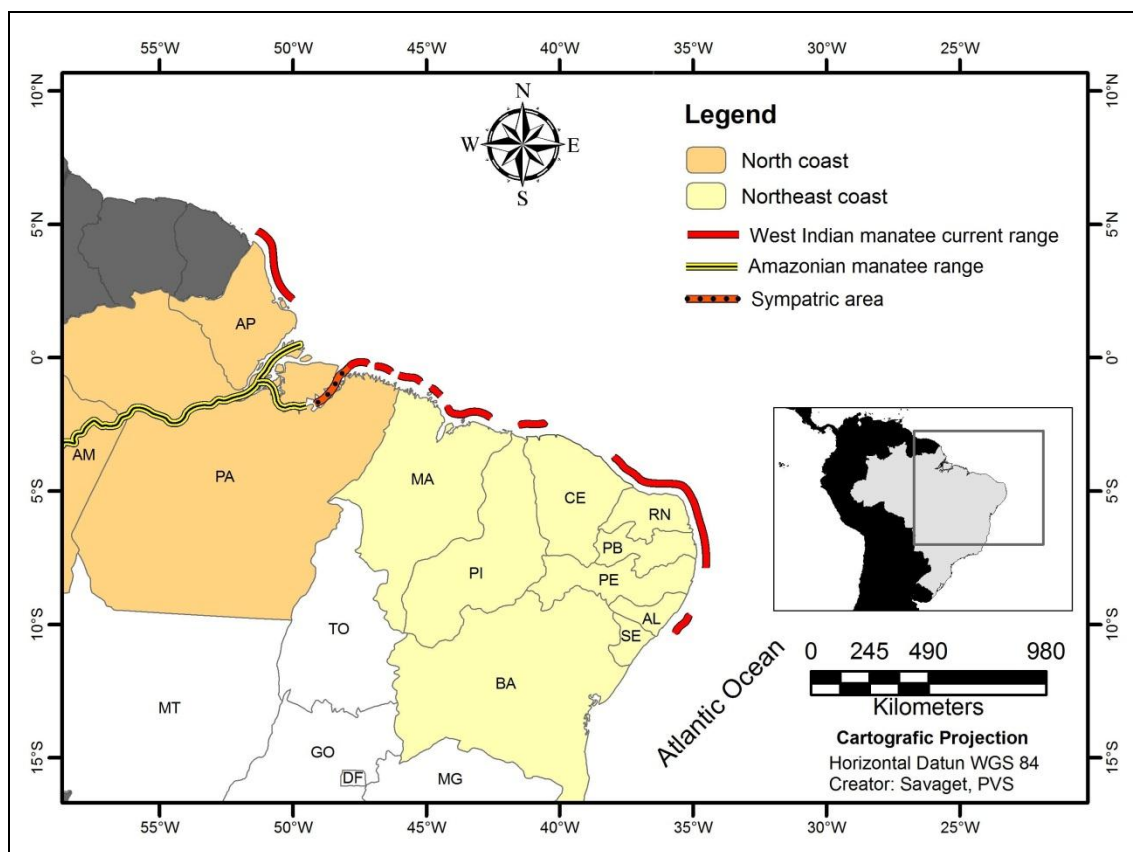 55°W 50°W 45°W 40°W 35°W 30°W 25°W
10°N 10°N
N
W E
S
Legend
North coast
Northeast coast
West Indian manatee current range
Amazonian manatee range
Sympatric area
5°N 5°N
AP
0° 0°
AM
PA
MA
CE
RN
5°S 5°S
PB
PI
PE
AL
SE
10°S 10°S
TO
BA
MT
GO
DF
MG
Atlantic Ocean
0 245 490 980
Kilometers
Cartografic Projection
Horizontal Datun WGS 84
Creator: Savaget, PVS
15°S 15°S
55°W 50°W 45°W 40°W 35°W 30°W 25°W